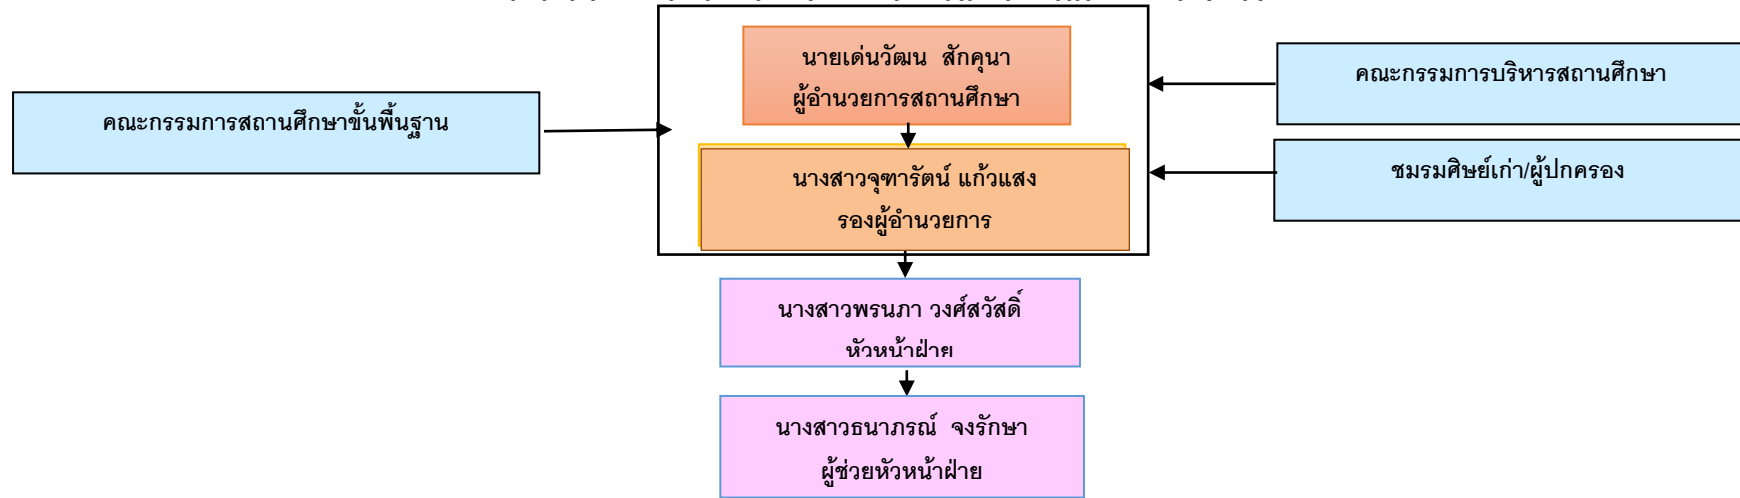 นายเด่นวัฒน  สักคุนา
ผู้อำนวยการสถานศึกษา
คณะกรรมการบริหารสถานศึกษา
คณะกรรมการสถานศึกษาขั้นพื้นฐาน
นางสาวจุฑารัตน์ แก้วแสง
รองผู้อำนวยการ
ชมรมศิษย์เก่า/ผู้ปกครอง
นางสาวพรนภา วงศ์สวัสดิ์
หัวหน้าฝ่าย
นางสาวธนาภรณ์  จงรักษา
ผู้ช่วยหัวหน้าฝ่าย